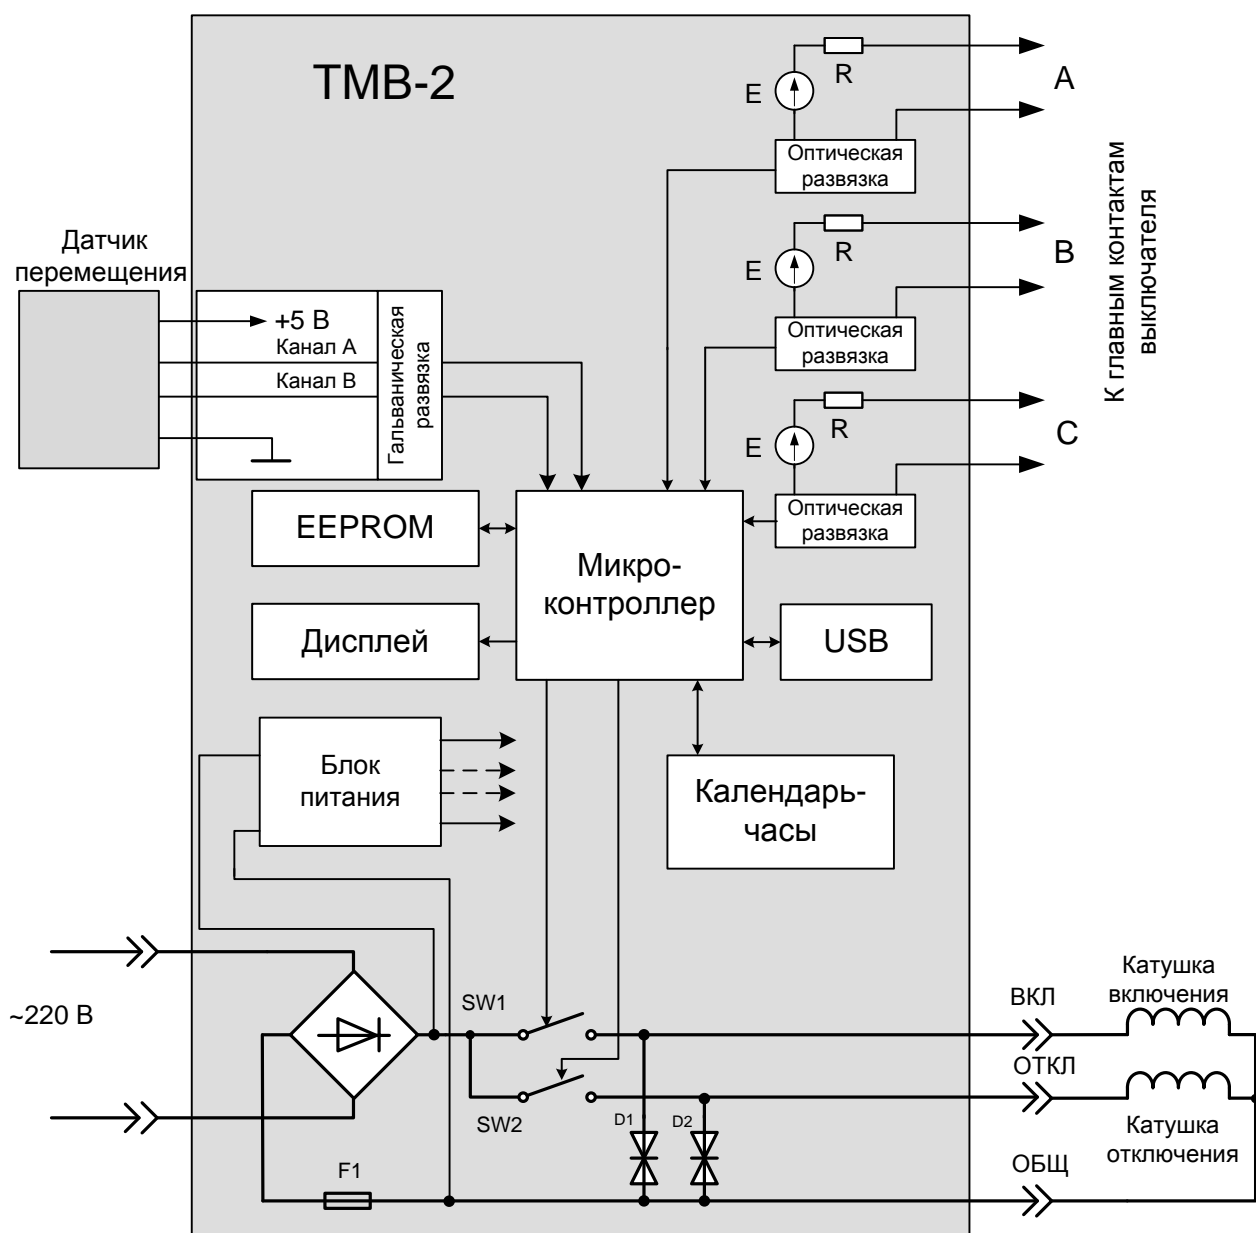 ТМВ-2
E
R
A
Оптическая
развязка
E
R
B
Оптическая
развязка
E
R
C
Оптическая
развязка
К главным контактам
выключателя
Датчик
перемещения
+5 В
Канал А
Канал В
Гальваническая
развязка
EEPROM
Микро-
контроллер
Дисплей
USB
Блок
питания
Календарь-
часы
~220 В
SW1
SW2
F1
D1
D2
ВКЛ
ОТКЛ
ОБЩ
Катушка
включения
Катушка
отключения